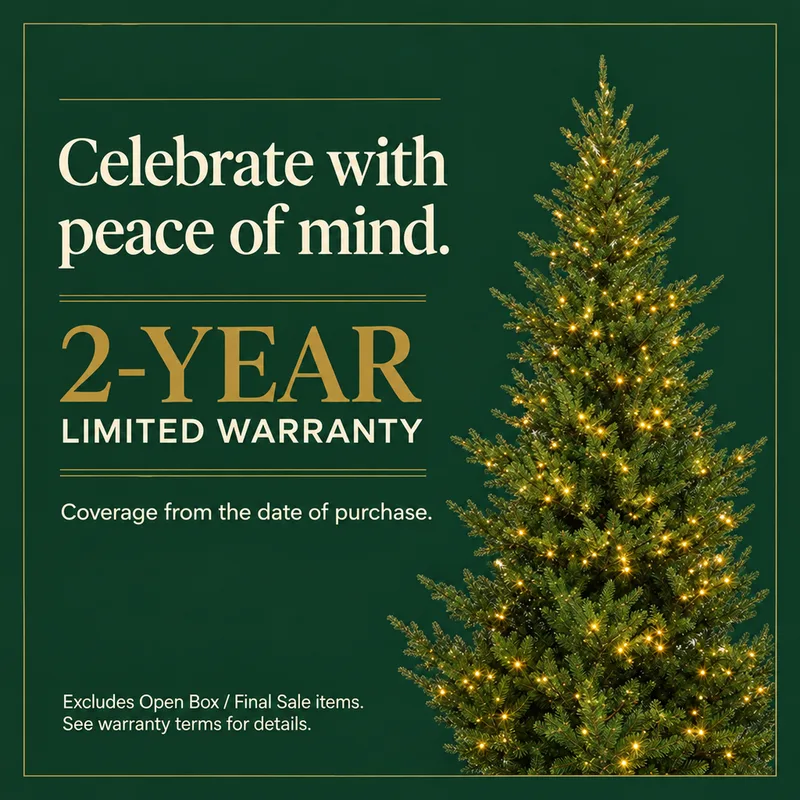 Celebrate with
peace of mind.
2-YEAR
LIMITED WARRANTY
Coverage from the date of purchase.
Excludes Open Box / Final Sale items.
See warranty terms for details.